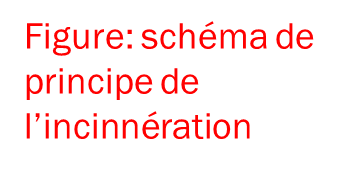 Figure: schéma de
principe de
l’incinnération